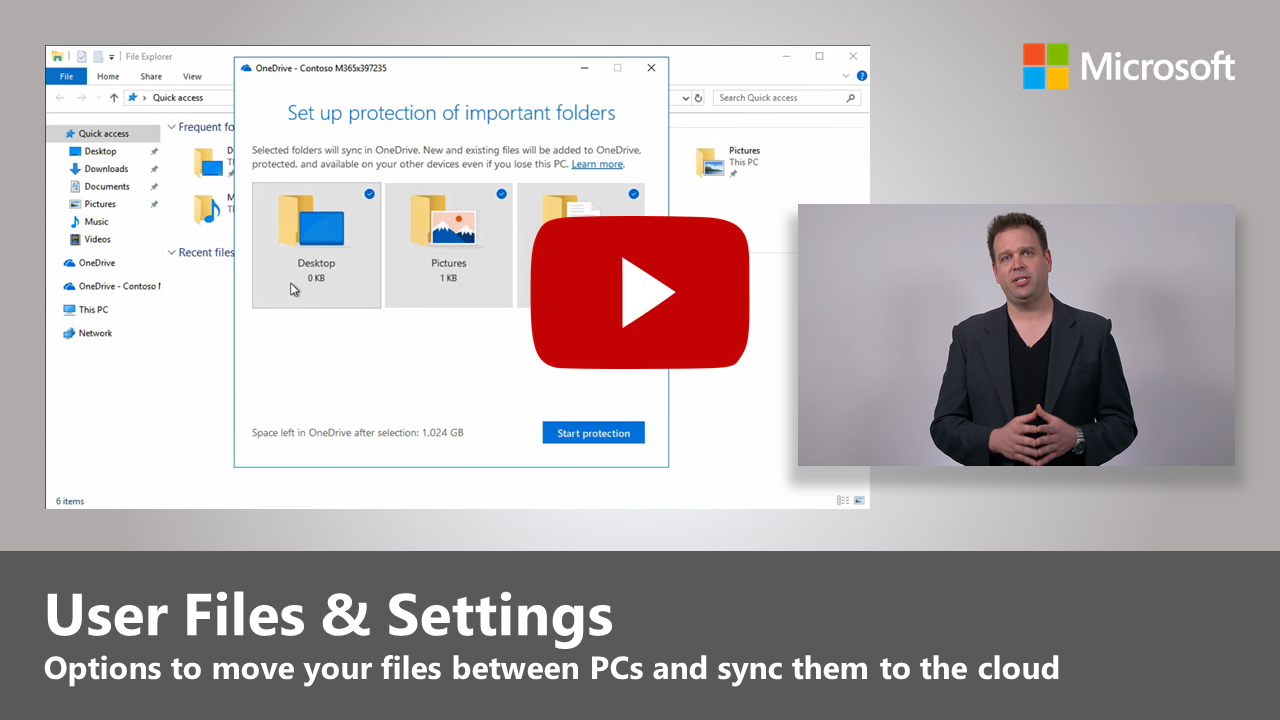 Microsoft
File Explorer
File Home Share View
Quick access
Search Quick access
Quick access
Desktop
Downloads
Documents
Pictures
Music
Videos
OneDrive
OneDrive - Contoso
This PC
Network
Frequent fo
Recent files
Pictures
This PC
6 items
OneDrive - Contoso M365x397235
Set up protection of important folders
Selected folders will sync in OneDrive. New and existing files will be added to OneDrive,
protected, and available on your other devices even if you lose this PC. Learn more.
Desktop
0 KB
Pictures
1 KB
Space left in OneDrive after selection: 1,024 GB
Start protection
User Files & Settings
Options to move your files between PCs and sync them to the cloud